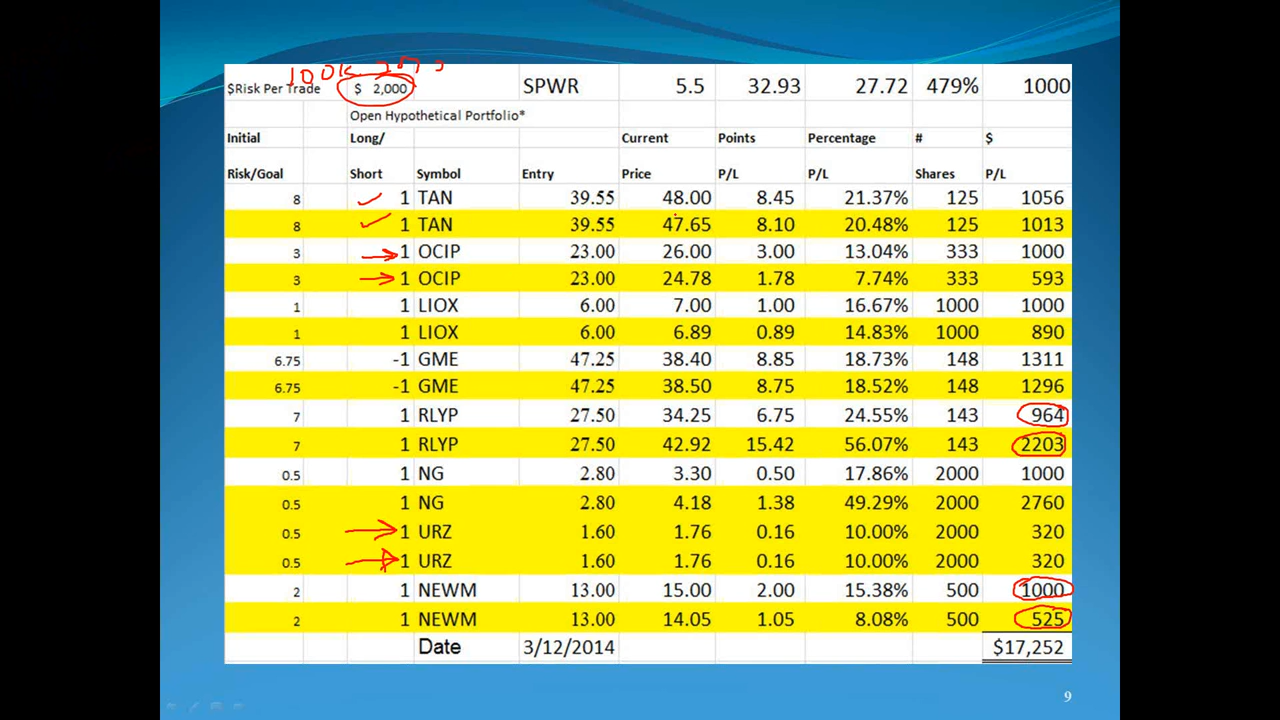 100K
$Risk Per Trade $ 2,000 SPWR 5.5 32.93 27.72 479% 1000
Open Hypothetical Portfolio*
Initial Long/ Current Points Percentage # $
Risk/Goal Short Symbol Entry Price P/L P/L Shares P/L
8 1 TAN 39.55 48.00 8.45 21.37% 125 1056
8 1 TAN 39.55 47.65 8.10 20.48% 125 1013
3 1 OCIP 23.00 26.00 3.00 13.04% 333 1000
3 1 OCIP 23.00 24.78 1.78 7.74% 333 593
1 1 LIOX 6.00 7.00 1.00 16.67% 1000 1000
1 1 LIOX 6.00 6.89 0.89 14.83% 1000 890
6.75 -1 GME 47.25 38.40 8.85 18.73% 148 1311
6.75 -1 GME 47.25 38.50 8.75 18.52% 148 1296
7 1 RLYP 27.50 34.25 6.75 24.55% 143 964
7 1 RLYP 27.50 42.92 15.42 56.07% 143 2203
0.5 1 NG 2.80 3.30 0.50 17.86% 2000 1000
0.5 1 NG 2.80 4.18 1.38 49.29% 2000 2760
0.5 1 URZ 1.60 1.76 0.16 10.00% 2000 320
0.5 1 URZ 1.60 1.76 0.16 10.00% 2000 320
2 1 NEWM 13.00 15.00 2.00 15.38% 500 1000
2 1 NEWM 13.00 14.05 1.05 8.08% 500 525
Date 3/12/2014 $17,252
9